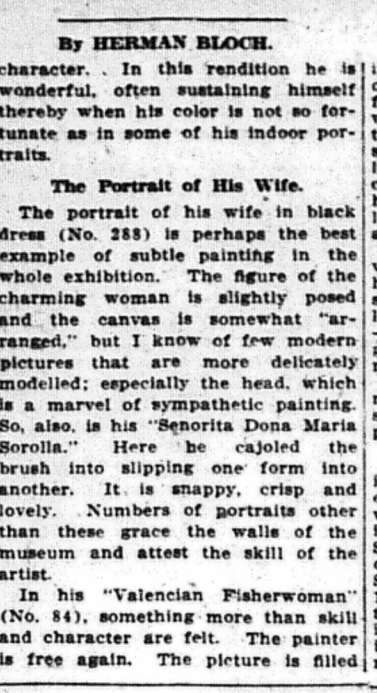 By HERMAN BLOCH.
character. . In this rendition he is
wonderful, often sustaining himself
thereby when his color is not so for-
tunate as in some of his indoor por-
traits.
The Portrait of His Wife.
The portrait of his wife in black
dress (No. 288) is perhaps the best
example of subtle painting in the
whole exhibition. The figure of the
charming woman is slightly posed
and the canvas is somewhat "ar-
ranged," but I know of few modern
pictures that are more delicately
modelled; especially the head, which
is a marvel of sympathetic painting.
So, also, is his "Senorita Dona Maria
Sorolla." Here he cajoled the
brush into slipping one form into
another. It is snappy, crisp and
lovely. Numbers of portraits other
than these grace the walls of the
museum and attest the skill of the
artist.
In his "Valencian Fisherwoman"
(No. 84), something more than skill
and character are felt. The painter
is free again. The picture is filled